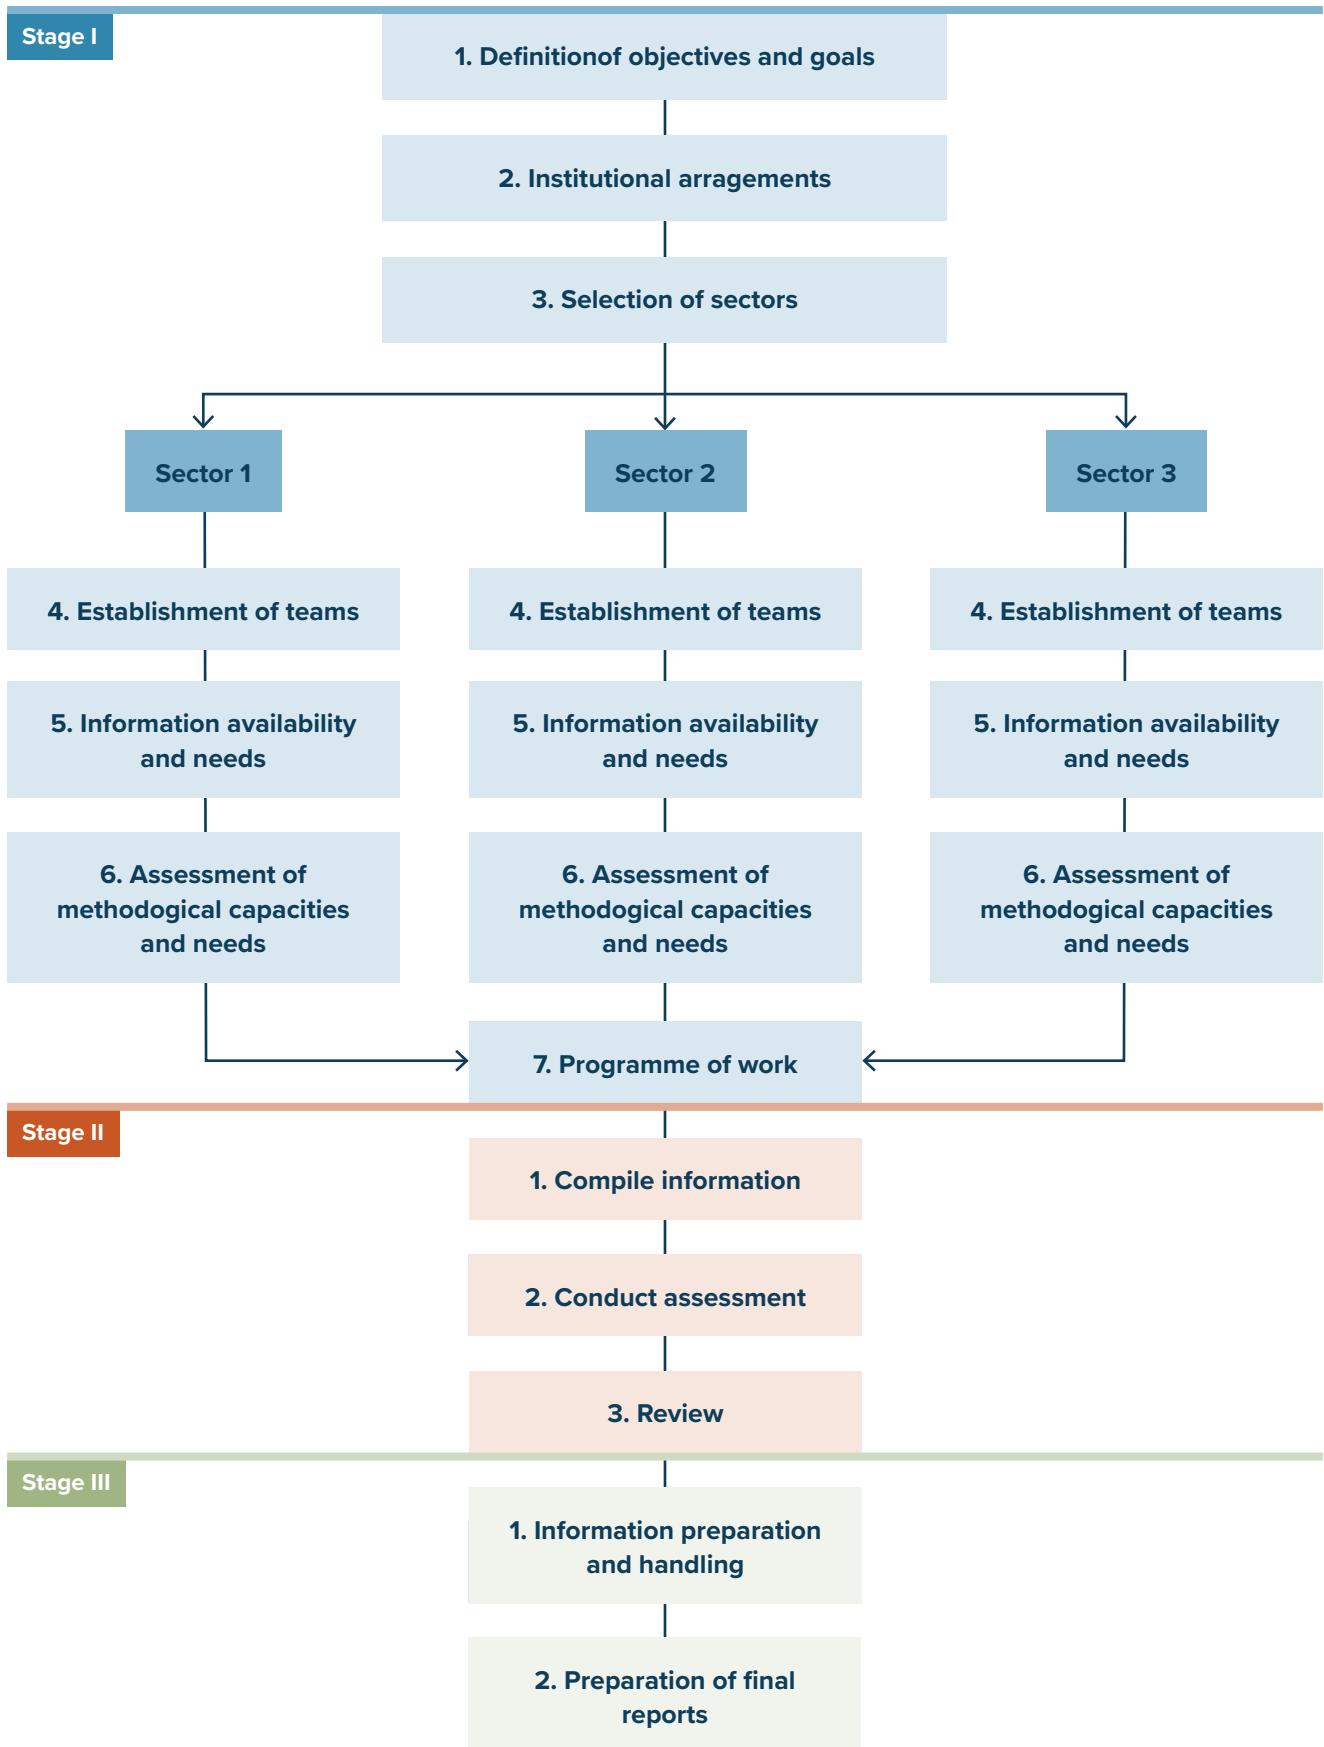 Stage I
1. Definitionof objectives and goals
2. Institutional arragements
3. Selection of sectors
Sector 1
Sector 2
Sector 3
4. Establishment of teams
4. Establishment of teams
4. Establishment of teams
5. Information availability
and needs
5. Information availability
and needs
5. Information availability
and needs
6. Assessment of
methodogical capacities
and needs
6. Assessment of
methodogical capacities
and needs
6. Assessment of
methodogical capacities
and needs
7. Programme of work
Stage II
1. Compile information
2. Conduct assessment
3. Review
Stage III
1. Information preparation
and handling
2. Preparation of final
reports